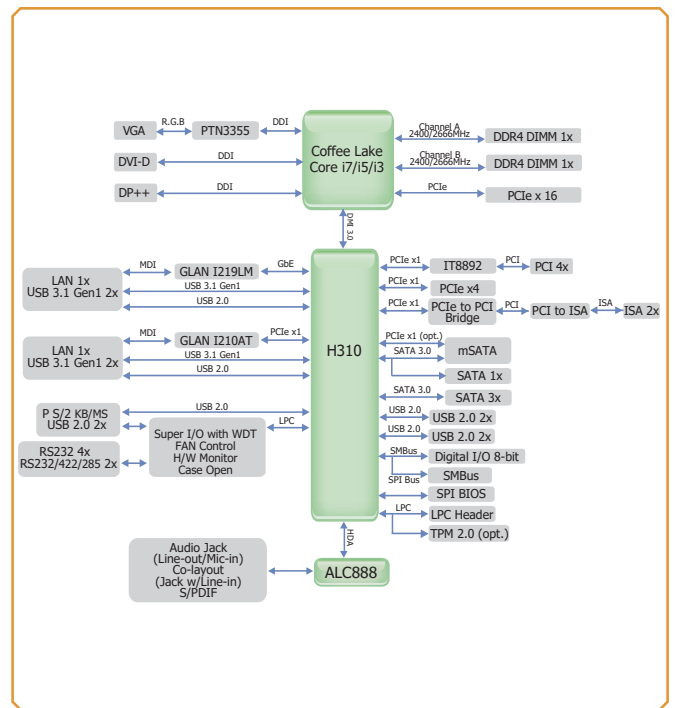 VGA
R.G.B
PTN3355
DDI
DVI-D
DDI
DP++
DDI
Coffee Lake
Core i7/i5/i3
Channel A
2400/2666MHz
DDR4 DIMM 1x
Channel B
2400/2666MHz
DDR4 DIMM 1x
PCIe
PCIe x 16
DMI 3.0
LAN 1x
USB 3.1 Gen1 2x
MDI
GLAN I219LM
GbE
USB 3.1 Gen1
USB 2.0
LAN 1x
USB 3.1 Gen1 2x
MDI
GLAN I210AT
PCIe x1
USB 3.1 Gen1
USB 2.0
P S/2 KB/MS
USB 2.0 2x
USB 2.0
RS232 4x
RS232/422/285 2x
Super I/O with WDT
FAN Control
H/W Monitor
Case Open
LPC
H310
PCIe x1
IT8892
PCI
PCI 4x
PCIe x1
PCIe x4
PCIe x1
PCIe to PCI
Bridge
PCI
PCI to ISA
ISA
ISA 2x
PCIe x1 (opt.)
SATA 3.0
mSATA
SATA 1x
SATA 3.0
SATA 3x
USB 2.0
USB 2.0 2x
USB 2.0
USB 2.0 2x
SMBus
Digital I/O 8-bit
SMBus
SPI Bus
SPI BIOS
LPC
LPC Header
TPM 2.0 (opt.)
HDA
Audio Jack
(Line-out/Mic-in)
Co-layout
(Jack w/Line-in)
S/PDIF
ALC888